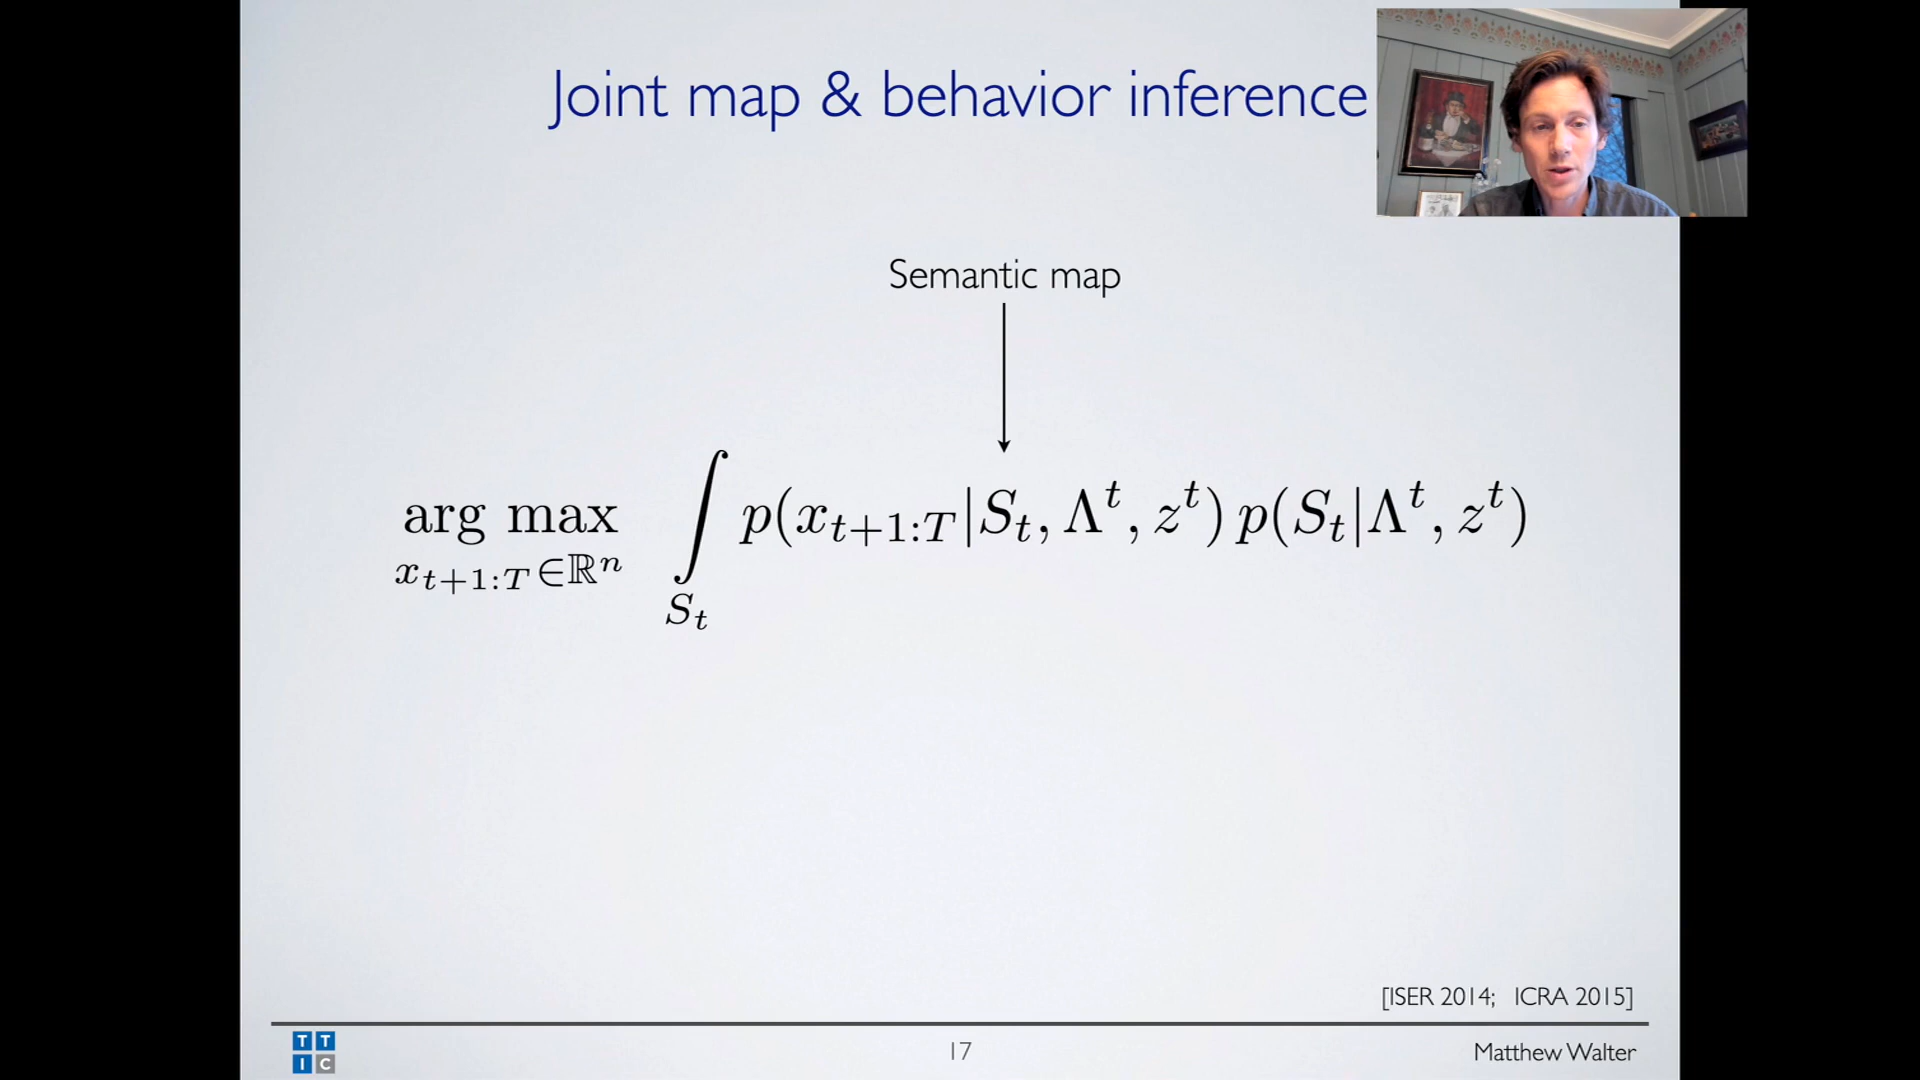 Joint map & behavior inference
Semantic map
arg max ∫ p(x_{t+1:T}|S_t, Λ^t, z^t) p(S_t|Λ^t, z^t)
x_{t+1:T}∈ℝ^n S_t
[ISER 2014; ICRA 2015]
T T
I C
17
Matthew Walter